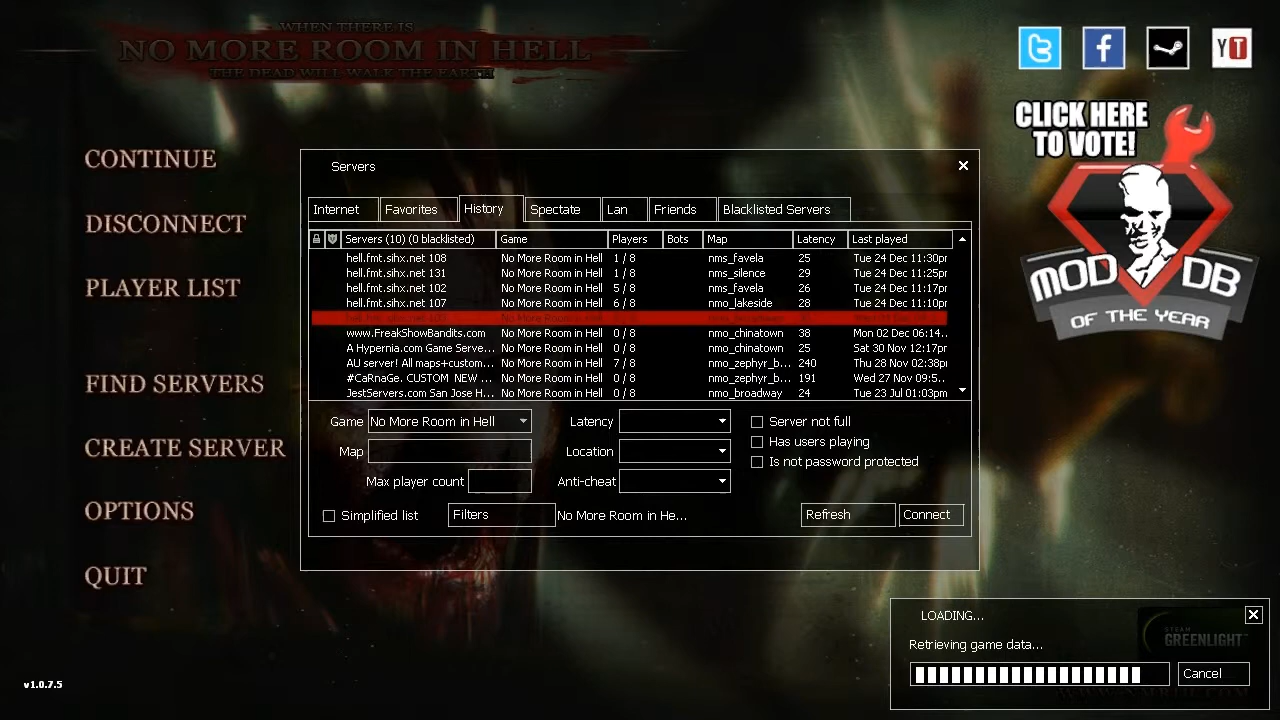 WHEN THERE IS
NO MORE ROOM IN HELL
THE DEAD WILL WALK THE EARTH
CLICK HERE
TO VOTE!
MOD DB
OF THE YEAR
CONTINUE
DISCONNECT
PLAYER LIST
FIND SERVERS
CREATE SERVER
OPTIONS
QUIT
v1.0.7.5
Servers
Internet Favorites History Spectate Lan Friends Blacklisted Servers
Servers (10) (0 blacklisted) Game Players Bots Map Latency Last played
hell.fmt.sihx.net 108 No More Room in Hell 1 / 8 nms_favela 25 Tue 24 Dec 11:30pr
hell.fmt.sihx.net 131 No More Room in Hell 1 / 8 nms_silence 29 Tue 24 Dec 11:25pr
hell.fmt.sihx.net 102 No More Room in Hell 5 / 8 nms_favela 26 Tue 24 Dec 11:17pr
hell.fmt.sihx.net 107 No More Room in Hell 6 / 8 nmo_lakeside 28 Tue 24 Dec 11:10pr
No More Room in Hell
www.FreakShowBandits.com No More Room in Hell 0 / 8 nmo_chinatown 38 Mon 02 Dec 06:14..
A Hypernia.com Game Serve... No More Room in Hell 0 / 8 nmo_chinatown 25 Sat 30 Nov 12:17pr
AU server! All maps+custom... No More Room in Hell 7 / 8 nmo_zephyr_b... 240 Thu 28 Nov 02:38pr
#CaRnaGe. CUSTOM NEW ... No More Room in Hell 0 / 8 nmo_zephyr_b... 191 Wed 27 Nov 09:5..
JestServers.com San Jose H... No More Room in Hell 0 / 8 nmo_broadway 24 Tue 23 Jul 01:03pm
Game No More Room in Hell Latency Server not full
Map Location Has users playing
Max player count Anti-cheat Is not password protected
Simplified list Filters No More Room in He... Refresh Connect
LOADING...
Retrieving game data...
Cancel
STEAM
GREENLIGHT